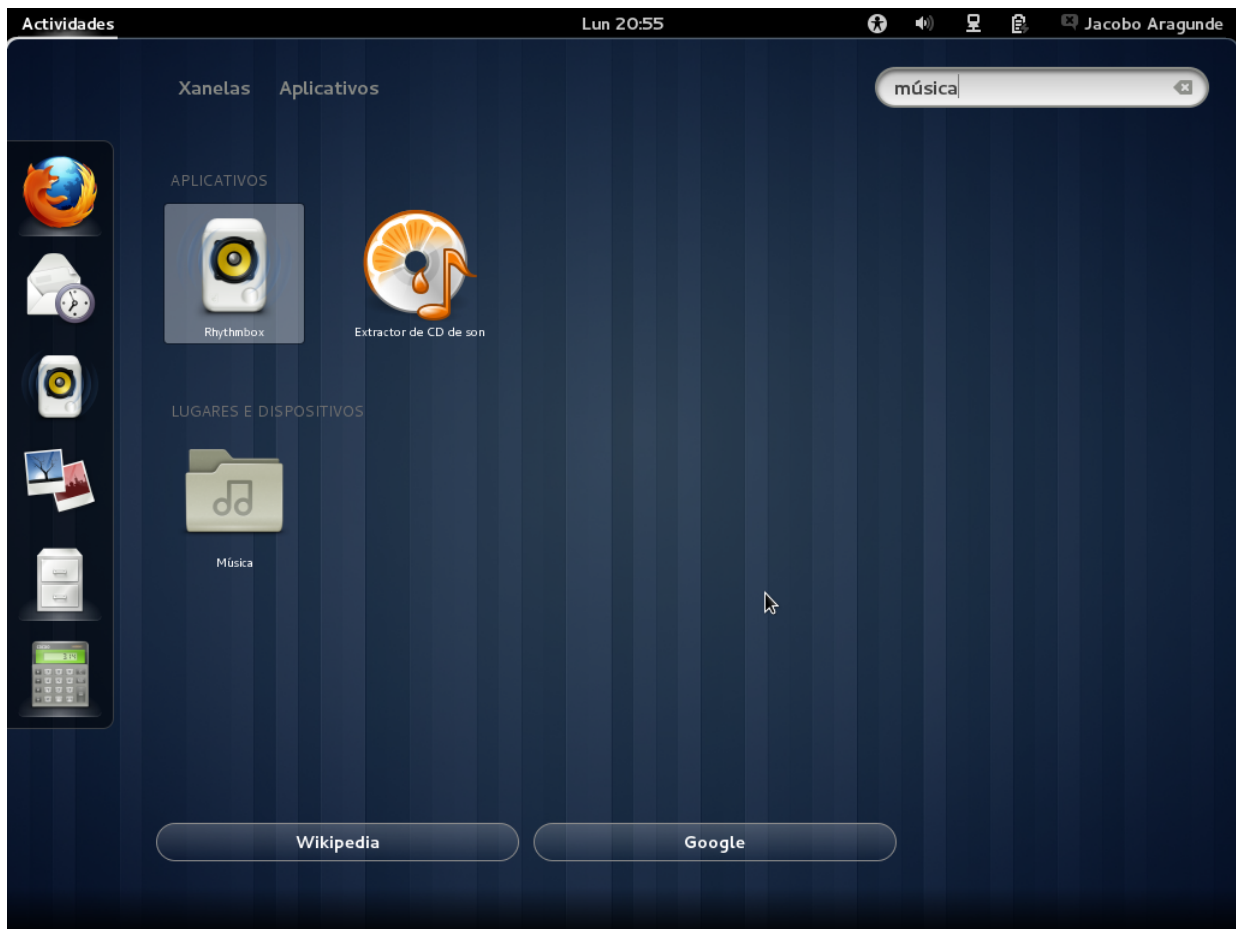 Actividades
Lun 20:55
Jacobo Aragunde
Xanelas
Aplicativos
música
APLICATIVOS
Rhythmbox
Extractor de CD de son
LUGARES E DISPOSITIVOS
Música
Wikipedia
Google